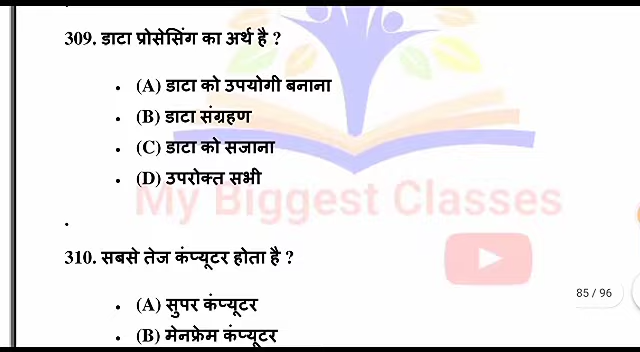 309. डाटा प्रोसेसिंग का अर्थ है ?
• (A) डाटा को उपयोगी बनाना
• (B) डाटा संग्रहण
• (C) डाटा को सजाना
• (D) उपरोक्त सभी
My Biggest Classes
310. सबसे तेज कंप्यूटर होता है ?
85 / 96
• (A) सुपर कंप्यूटर
• (B) मेनफ्रेम कंप्यूटर